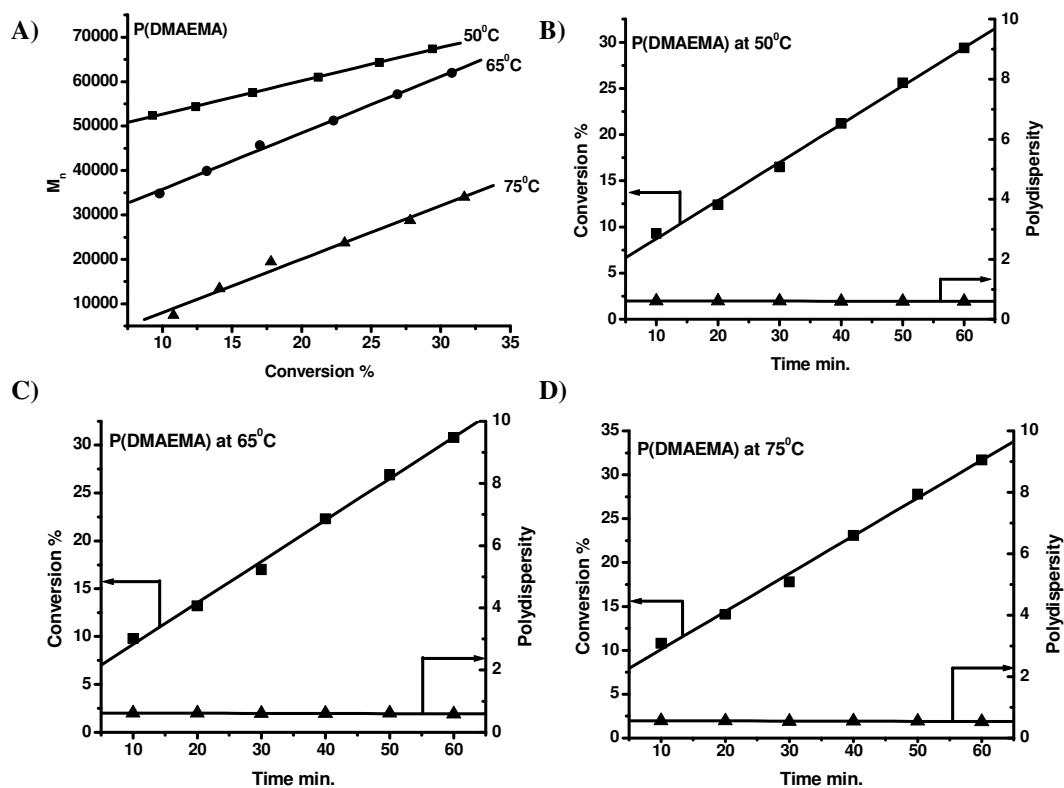 A)
P(DMAEMA)
50⁰C
65⁰C
75⁰C
70000
60000
50000
40000
30000
20000
10000
Mₙ
10 15 20 25 30 35
Conversion %
B)
P(DMAEMA) at 50⁰C
30
25
20
15
10
5
0
Conversion %
10
8
6
4
2
0
Polydispersity
10 20 30 40 50 60
Time min.
C)
P(DMAEMA) at 65⁰C
30
25
20
15
10
5
0
Conversion %
10
8
6
4
2
0
Polydispersity
10 20 30 40 50 60
Time min.
D)
P(DMAEMA) at 75⁰C
35
30
25
20
15
10
5
0
Conversion %
10
8
6
4
2
0
Polydispersity
10 20 30 40 50 60
Time min.